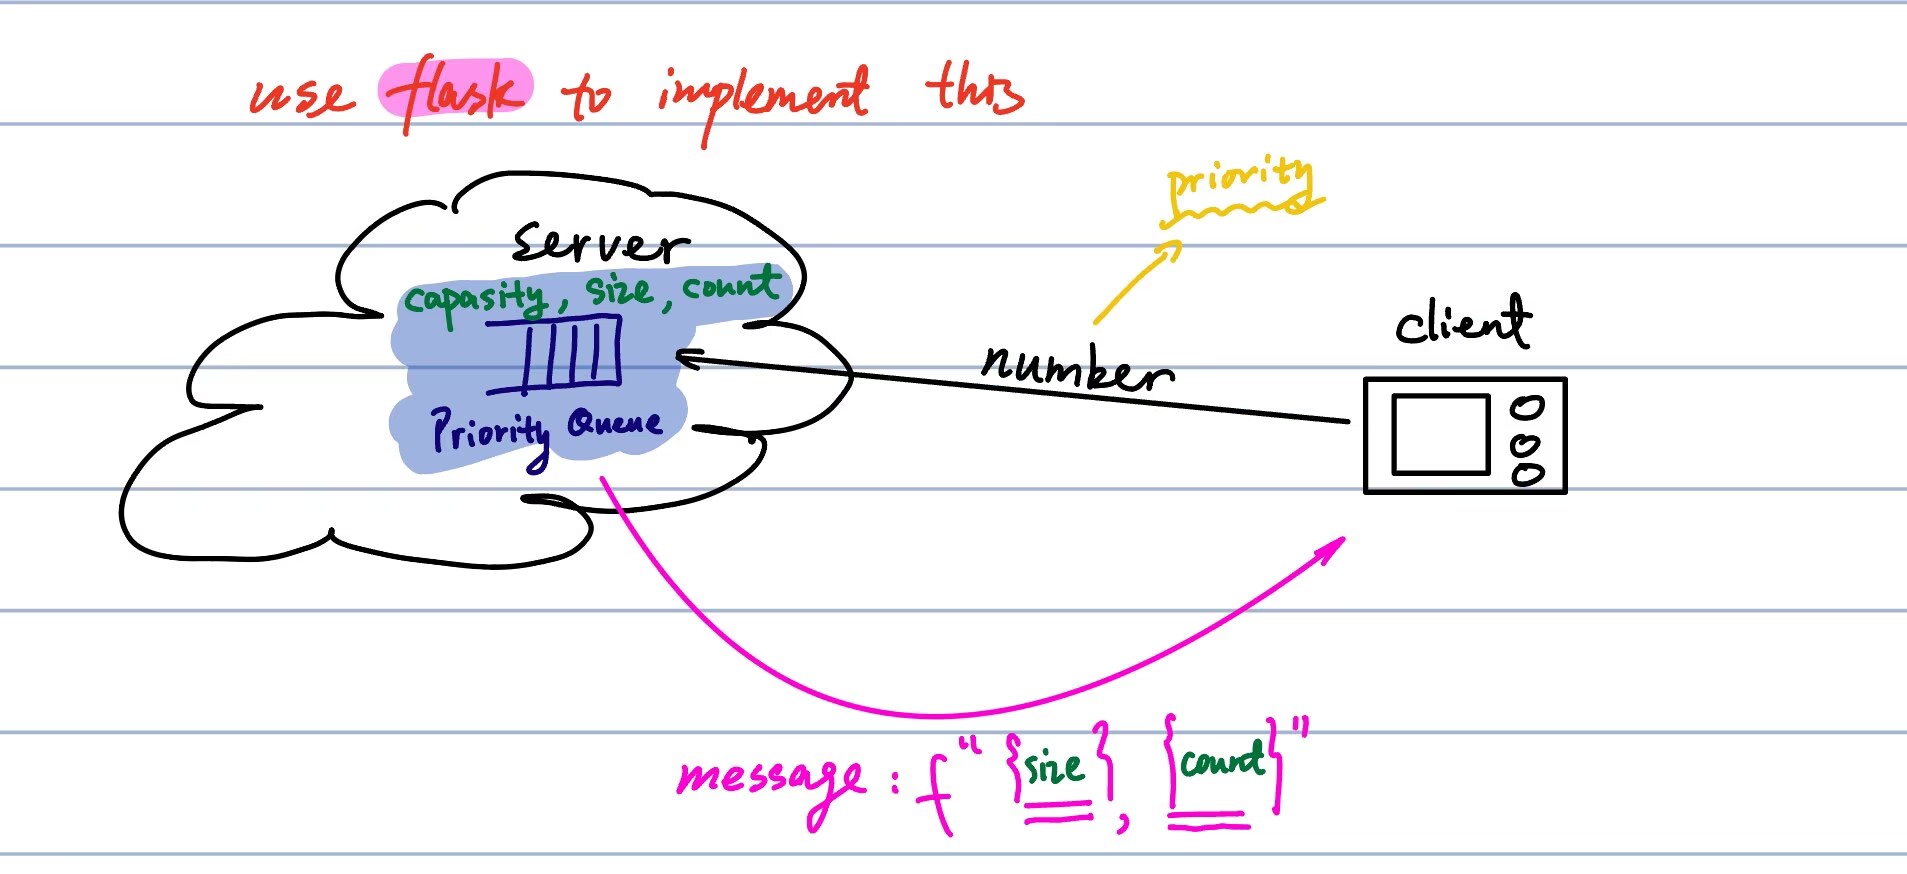 use flask to implement this
priority
server
capasity, size, count
client
number
Priority Queue
message: f"{size}, {count}"